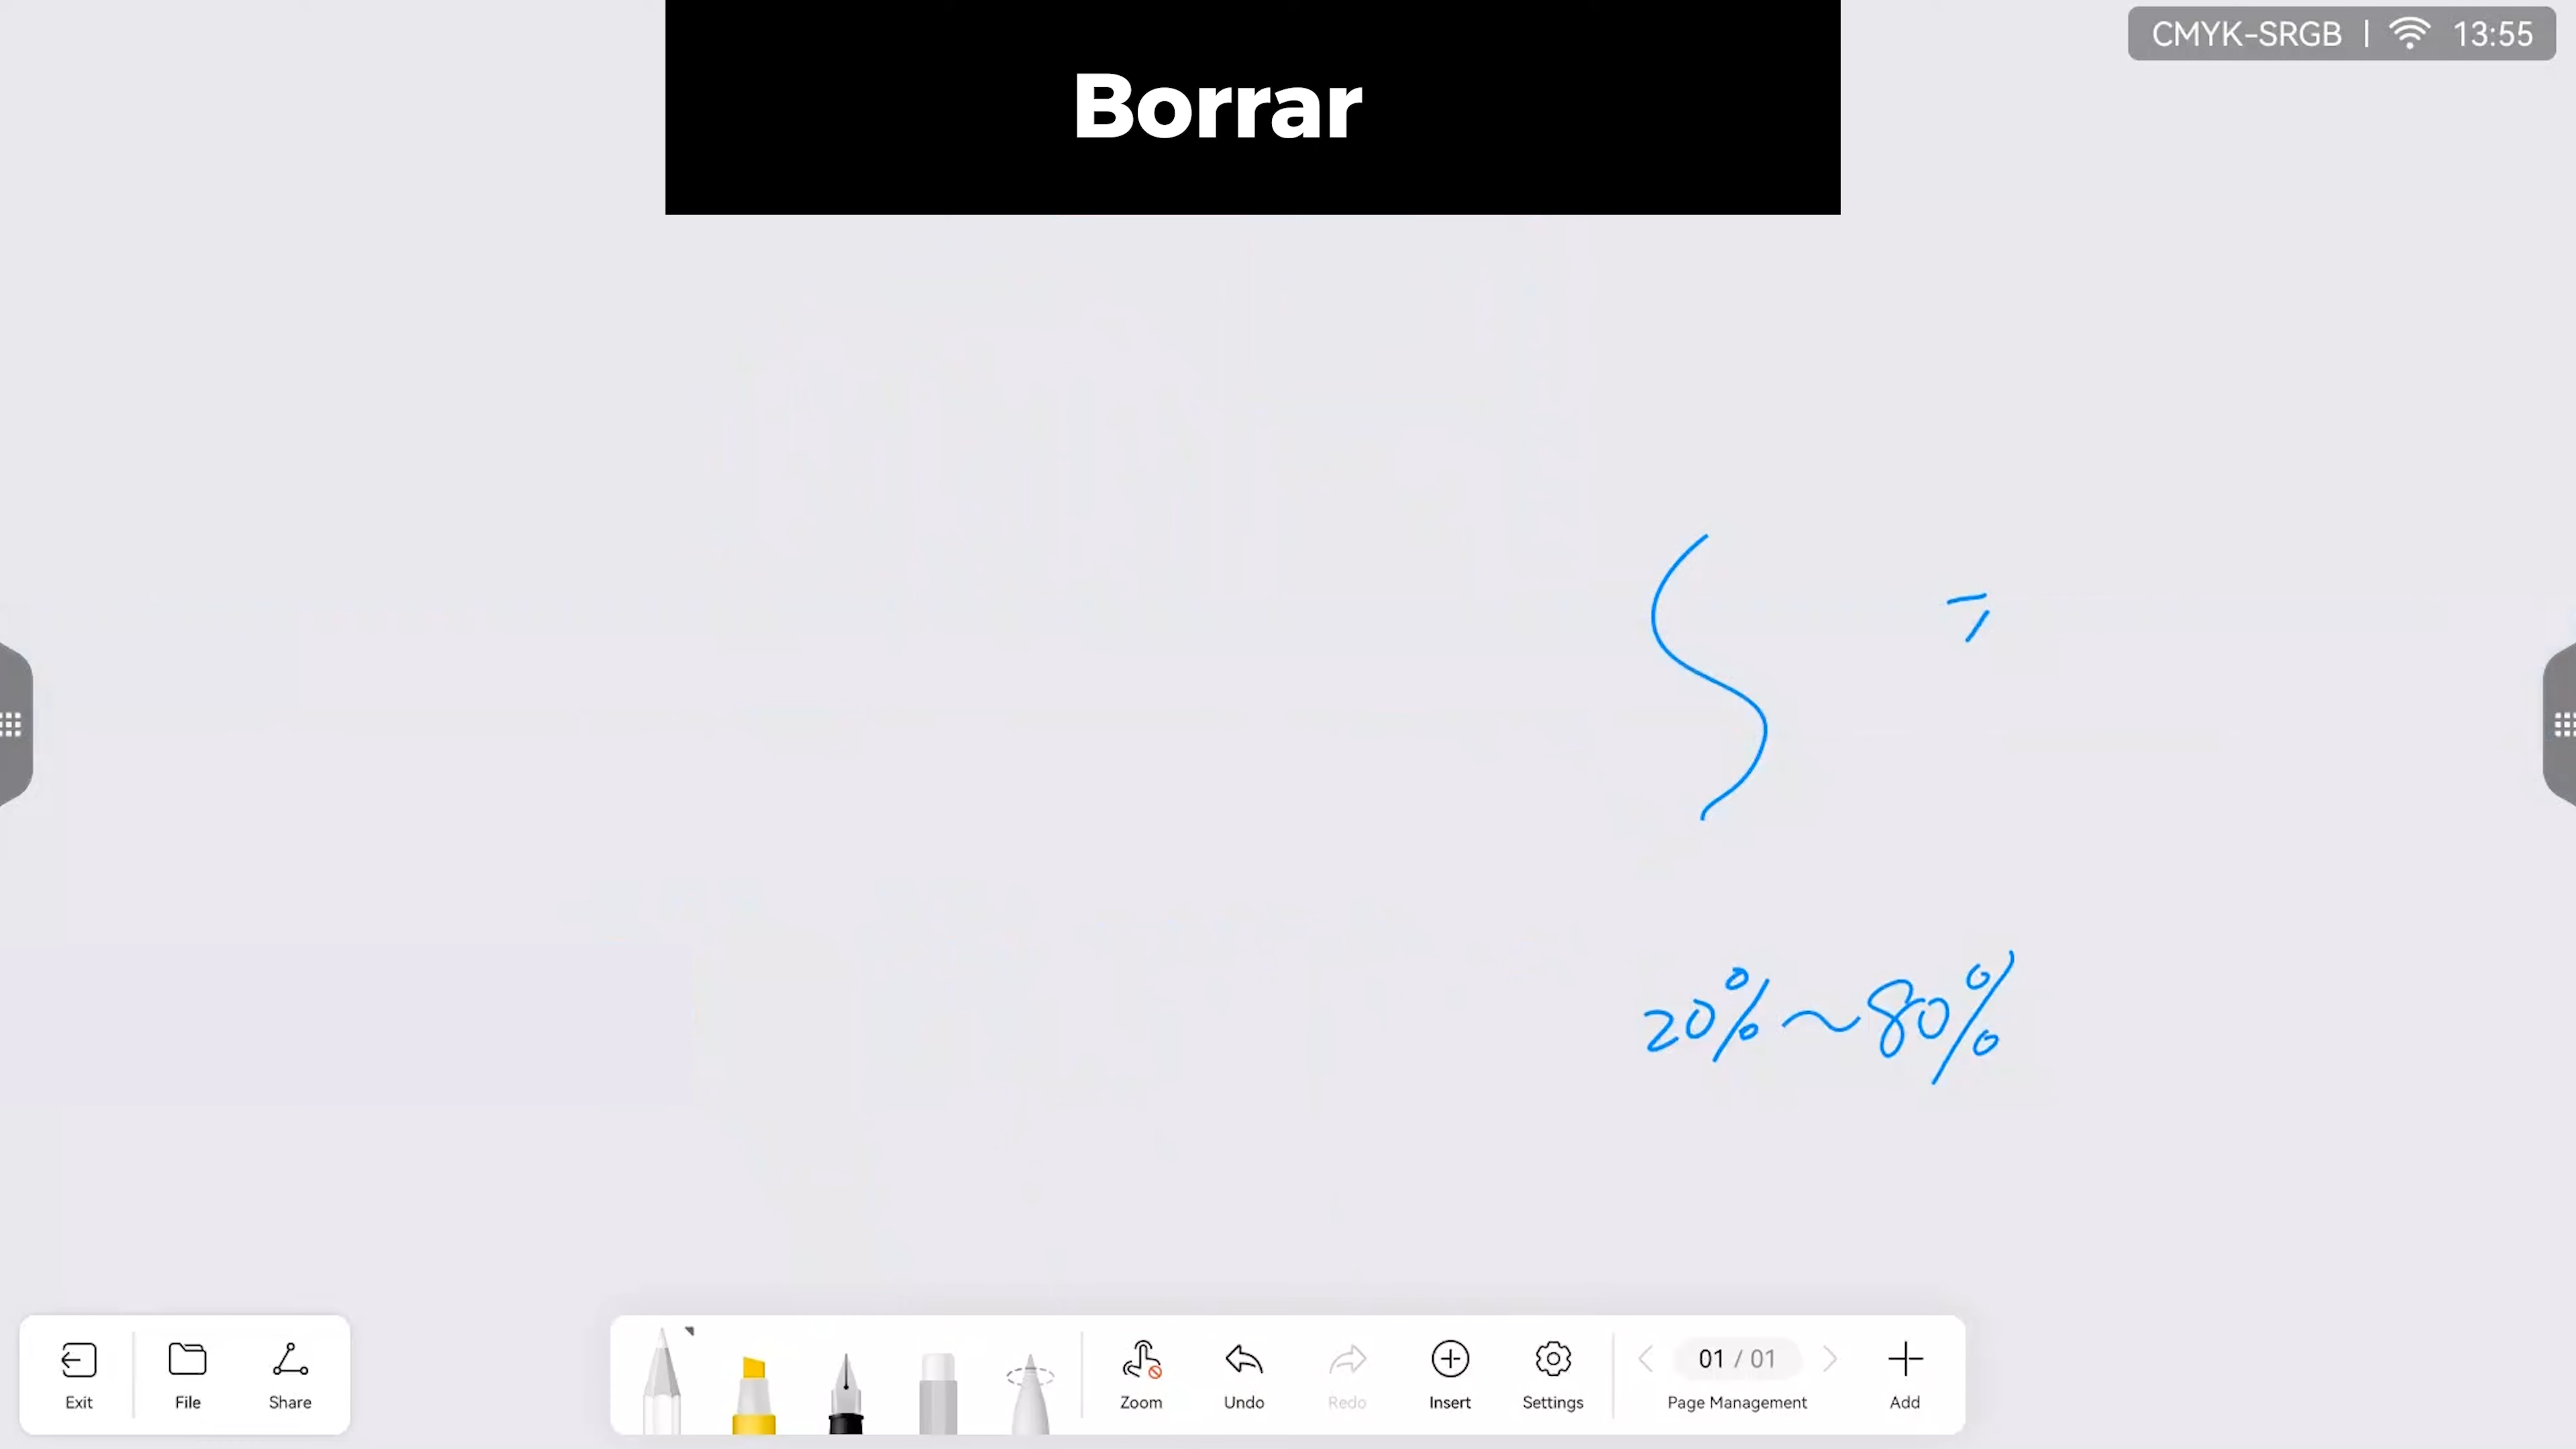 Borrar
CMYK-SRGB | 13:55
20%~80%
Exit
File
Share
Zoom
Undo
Redo
Insert
Settings
01 / 01
Page Management
Add